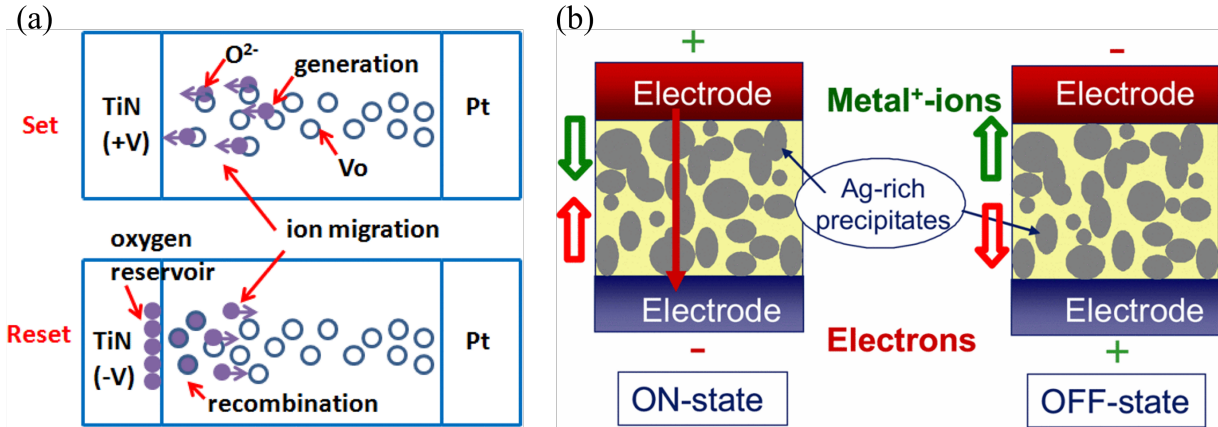 (a)
Set
TiN
(+V)
O²⁻
generation
Vo
Pt
ion migration
oxygen
reservoir
Reset
TiN
(-V)
recombination
Pt
(b)
+
Electrode
Electrode
-
ON-state
Metal⁺-ions
Ag-rich
precipitates
Electrons
-
Electrode
Electrode
+
OFF-state